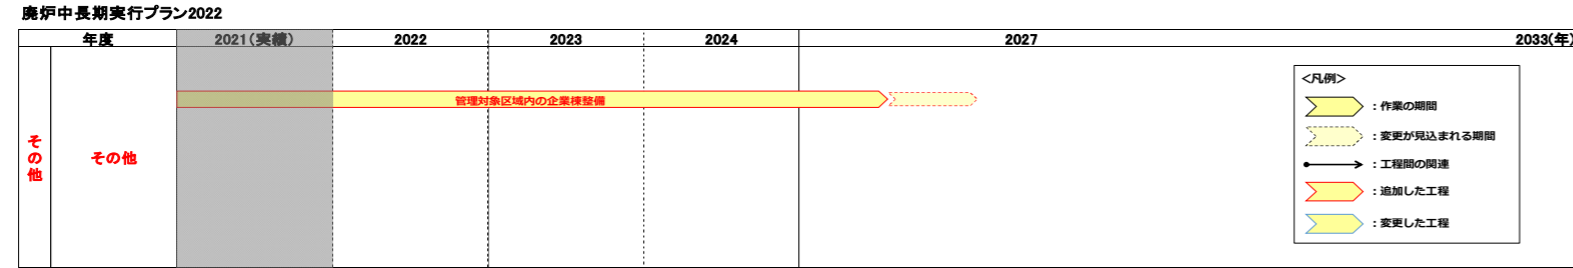 廃炉中長期実行プラン2022
年度 2021(実績) 2022 2023 2024 2027 2033(年)
管理対象区域内の企業棟整備
その他
その他
<凡例>
：作業の期間
：変更が見込まれる期間
：工程間の関連
：追加した工程
：変更した工程